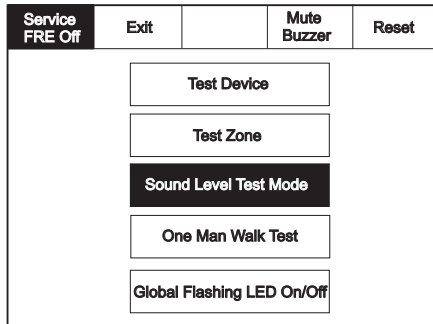 Service
FRE Off
Exit
Mute
Buzzer
Reset
Test Device
Test Zone
Sound Level Test Mode
One Man Walk Test
Global Flashing LED On/Off